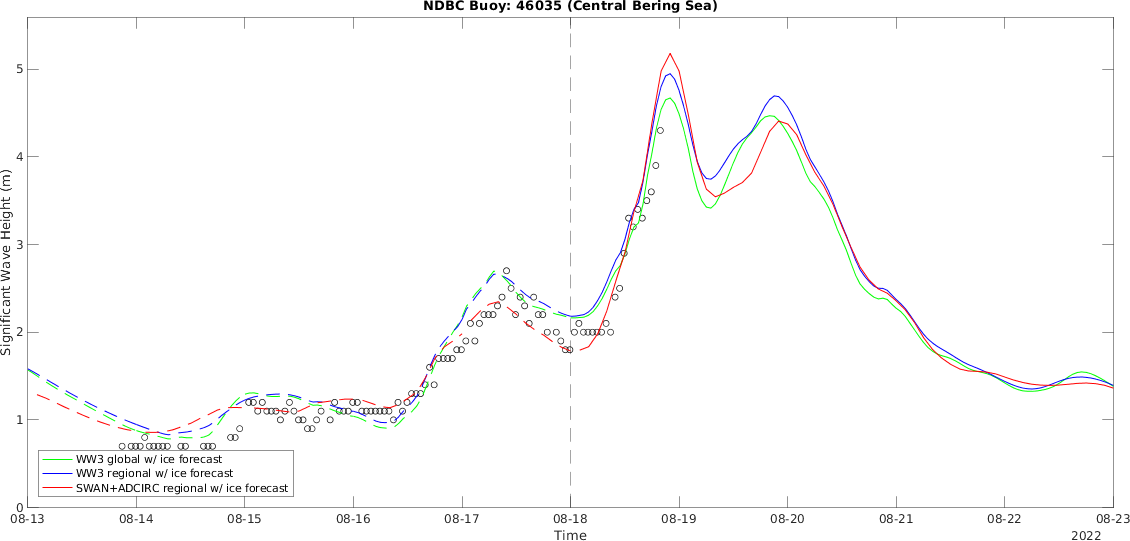 NDBC Buoy: 46035 (Central Bering Sea)
Significant Wave Height (m)
5
4
3
2
1
0
WW3 global w/ ice forecast
WW3 regional w/ ice forecast
SWAN+ADCIRC regional w/ ice forecast
08-13 08-14 08-15 08-16 08-17 08-18 08-19 08-20 08-21 08-22 08-23
Time
2022